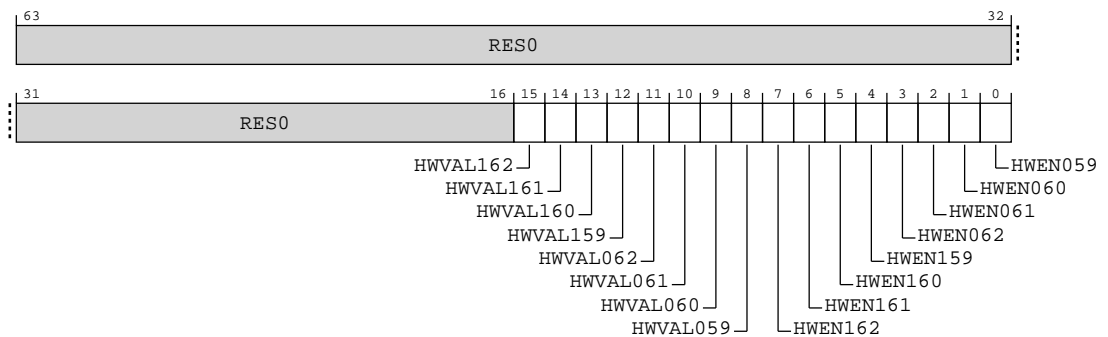 63 32
RES0
31 16 15 14 13 12 11 10 9 8 7 6 5 4 3 2 1 0
RES0
HWVAL162 HWEN059
HWVAL161 HWEN060
HWVAL160 HWEN061
HWVAL159 HWEN062
HWVAL062 HWEN159
HWVAL061 HWEN160
HWVAL060 HWEN161
HWVAL059 HWEN162